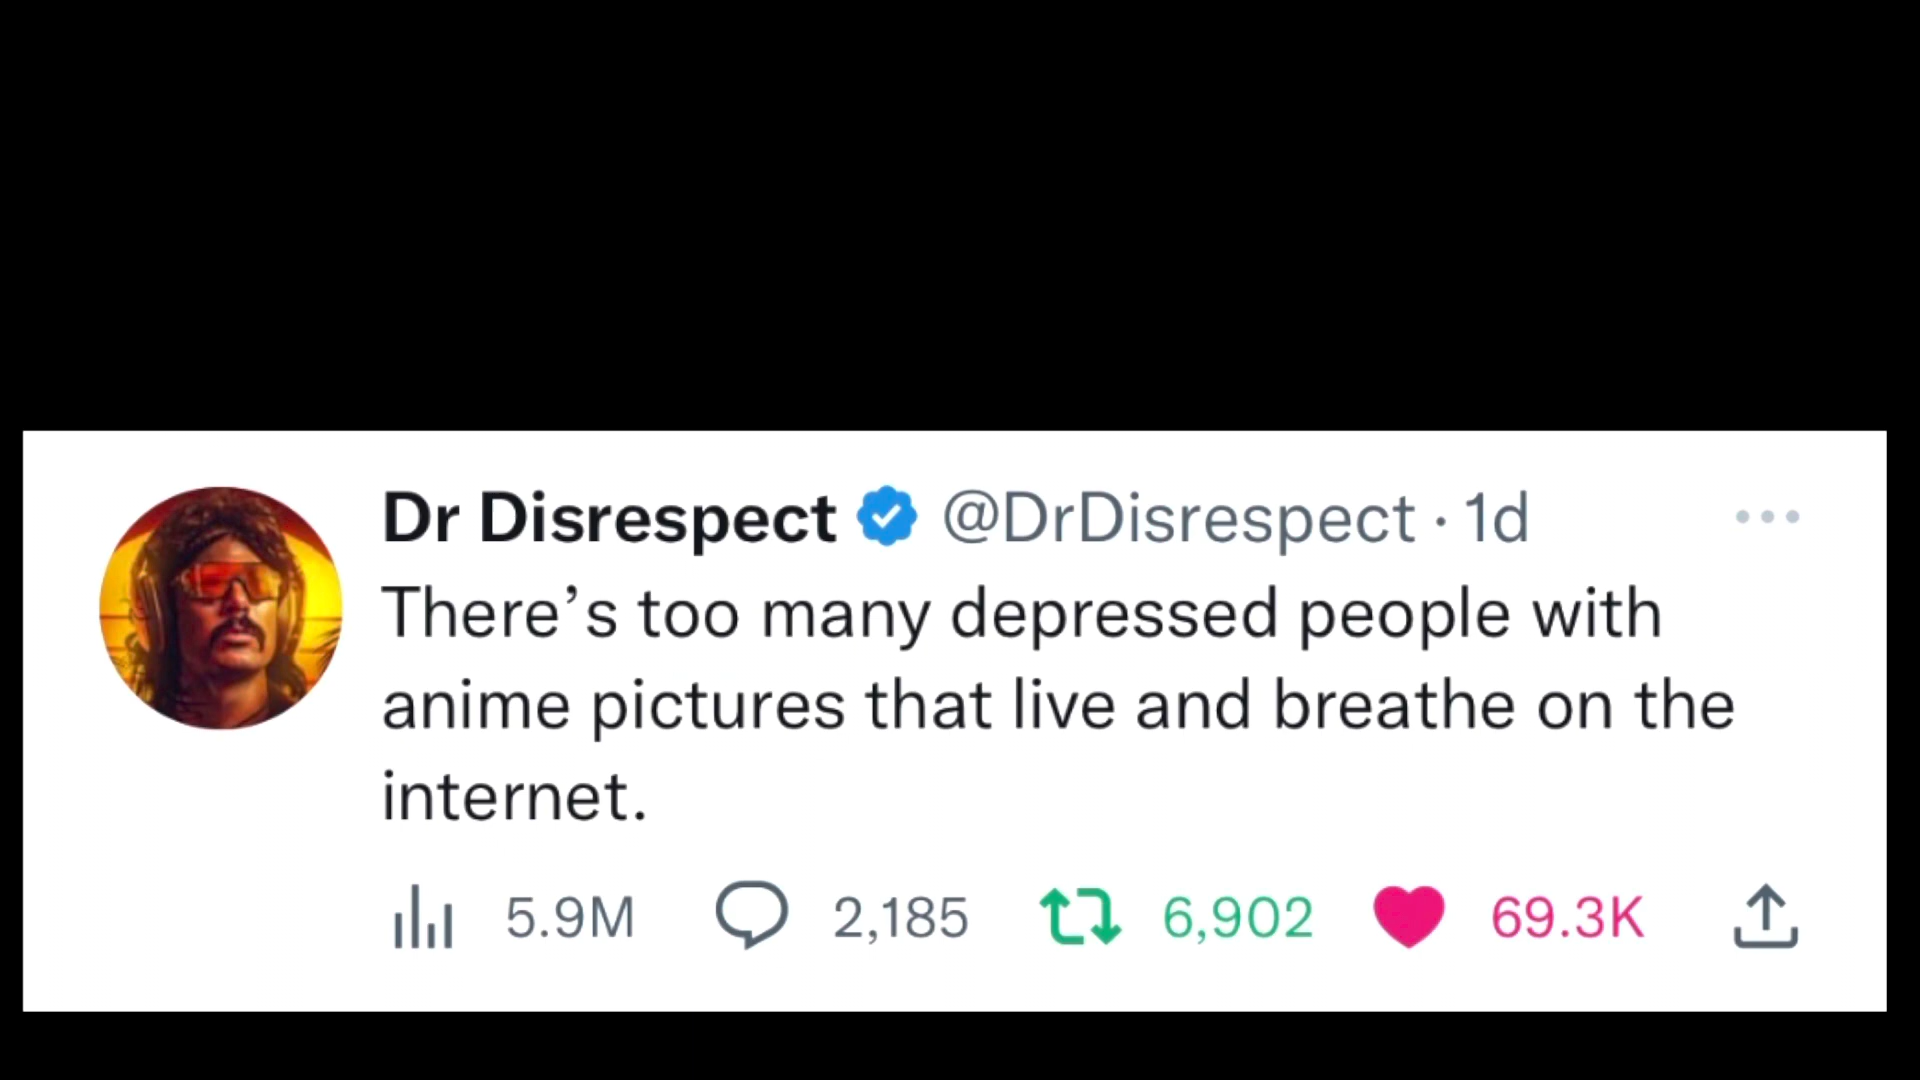 Dr Disrespect @DrDisrespect · 1d
There’s too many depressed people with
anime pictures that live and breathe on the
internet.
5.9M 2,185 6,902 69.3K